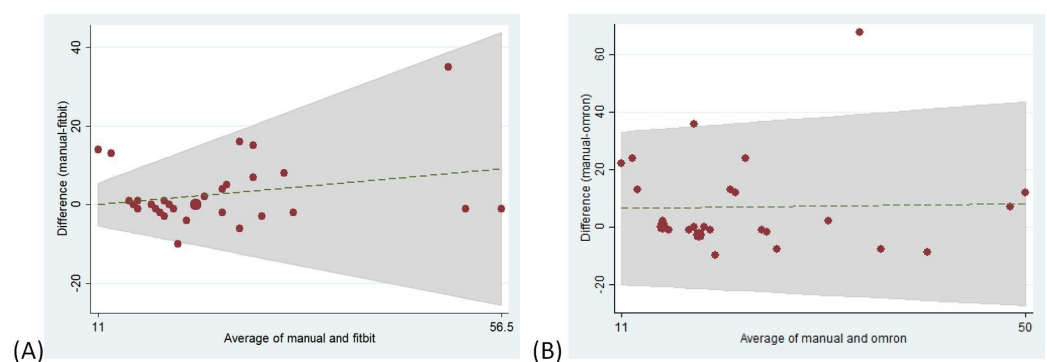 40
20
0
-20
Difference (manual-fitbit)
11
56.5
Average of manual and fitbit
(A)
60
40
20
0
-20
Difference (manual-omron)
11
50
Average of manual and omron
(B)